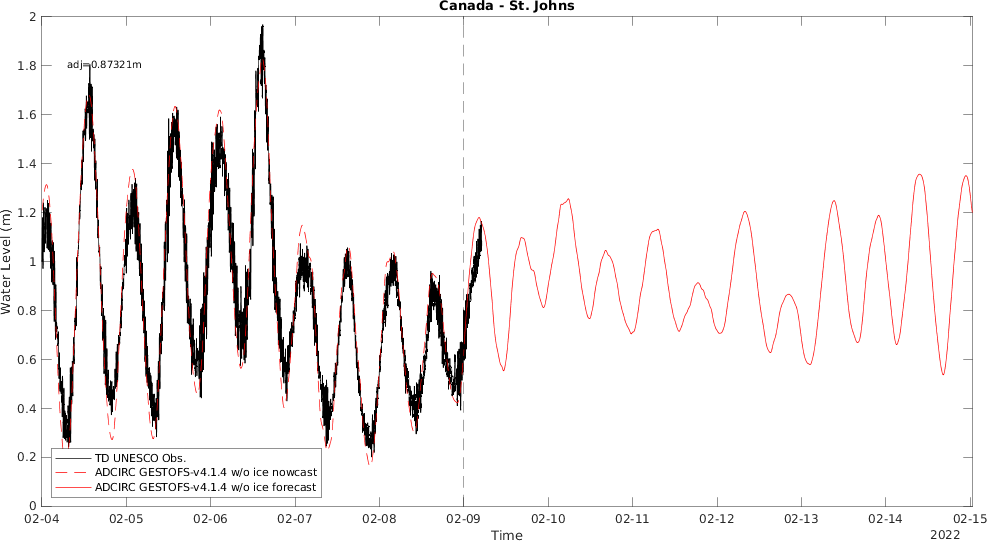 Canada - St. Johns
adj=0.87321m
Water Level (m)
2
1.8
1.6
1.4
1.2
1
0.8
0.6
0.4
0.2
0
TD UNESCO Obs.
ADCIRC GESTOFS-v4.1.4 w/o ice nowcast
ADCIRC GESTOFS-v4.1.4 w/o ice forecast
02-04 02-05 02-06 02-07 02-08 02-09 02-10 02-11 02-12 02-13 02-14 02-15
Time
2022